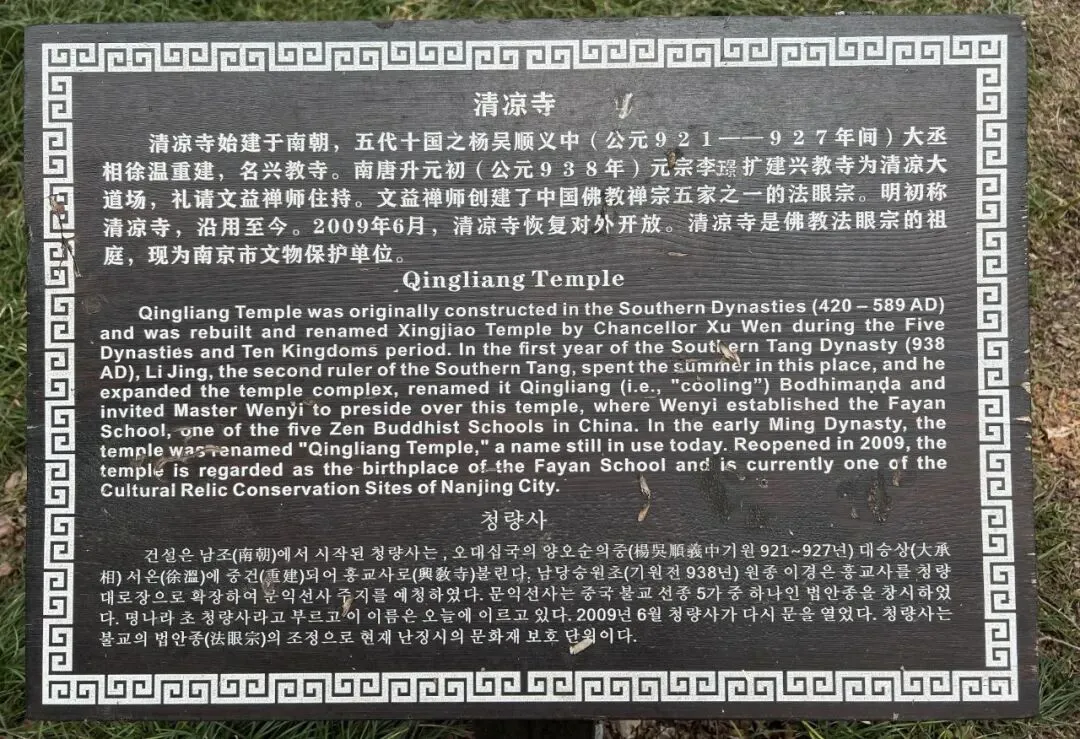 清凉寺
清凉寺始建于南朝，五代十国之杨吴顺义中（公元921——927年间）大丞
相徐温重建，名兴教寺。南唐升元初（公元938年）元宗李璟扩建兴教寺为清凉大
道场，礼请文益禅师住持。文益禅师创建了中国佛教禅宗五家之一的法眼宗。明初称
清凉寺，沿用至今。2009年6月，清凉寺恢复对外开放。清凉寺是佛教法眼宗的祖
庭，现为南京市文物保护单位。
Qingliang Temple
Qingliang Temple was originally constructed in the Southern Dynasties (420 – 589 AD)
and was rebuilt and renamed Xingjiao Temple by Chancellor Xu Wen during the Five
Dynasties and Ten Kingdoms period. In the first year of the Southern Tang Dynasty (938
AD), Li Jing, the second ruler of the Southern Tang, spent the summer in this place, and he
expanded the temple complex, renamed it Qingliang (i.e., "cooling") Bodhimaṇḍa and
invited Master Wenyi to preside over this temple, where Wenyi established the Fayan
School, one of the five Zen Buddhist Schools in China. In the early Ming Dynasty, the
temple was renamed "Qingliang Temple," a name still in use today. Reopened in 2009, the
temple is regarded as the birthplace of the Fayan School and is currently one of the
Cultural Relic Conservation Sites of Nanjing City.
청량사
건설은 남조(南朝)에서 시작된 청량사는, 오대십국의 양오순의중(楊吳順義中기원 921~927년) 대승상(大承
相) 서온(徐溫)에 중건(重建)되어 흥교사로(興敎寺)불린다. 남당승원초(기원전 938년) 원종 이경은 흥교사를 청량
대로장으로 확장하여 문익선사 주지를 예청하였다. 문익선사는 중국 불교 선종 5가중 하나인 법안종을 창시하였
다. 명나라 초 청량사라고 부르고 이 이름은 오늘에 이르고 있다. 2009년 6월 청량사가 다시 문을 열었다. 청량사는
불교의 법안종(法眼宗)의 조정으로 현재 난징시의 문화재 보호 단위이다.